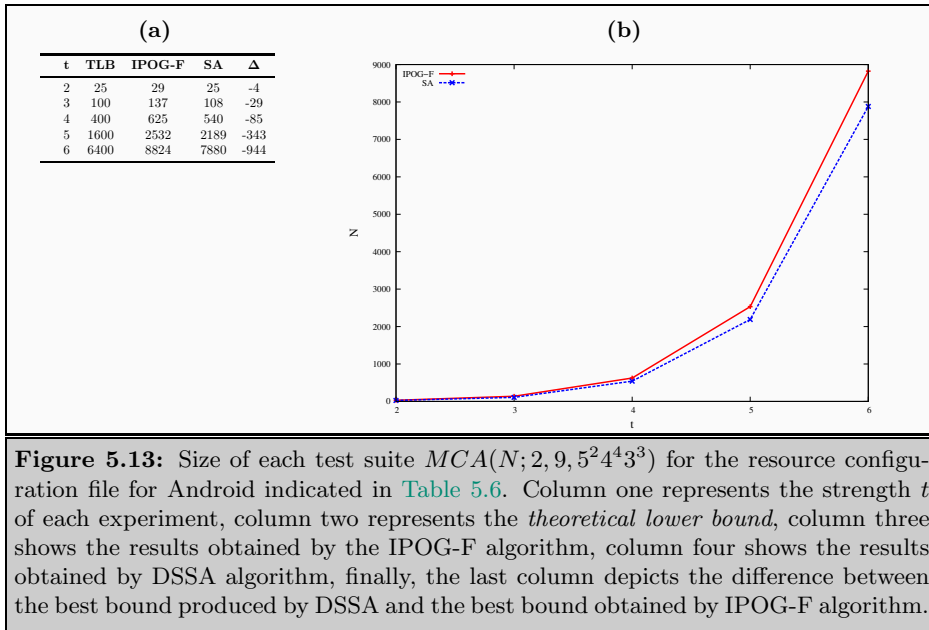 (a)
t TLB IPOG-F SA Δ
2 25 29 25 -4
3 100 137 108 -29
4 400 625 540 -85
5 1600 2532 2189 -343
6 6400 8824 7880 -944
(b)
9000
8000
7000
6000
5000
4000
3000
2000
1000
0
N
IPOG-F
SA
2 3 4 5 6
t
Figure 5.13: Size of each test suite MCA(N; 2, 9, 5²4⁴3³) for the resource configu-
ration file for Android indicated in Table 5.6. Column one represents the strength t
of each experiment, column two represents the theoretical lower bound, column three
shows the results obtained by the IPOG-F algorithm, column four shows the results
obtained by DSSA algorithm, finally, the last column depicts the difference between
the best bound produced by DSSA and the best bound obtained by IPOG-F algorithm.